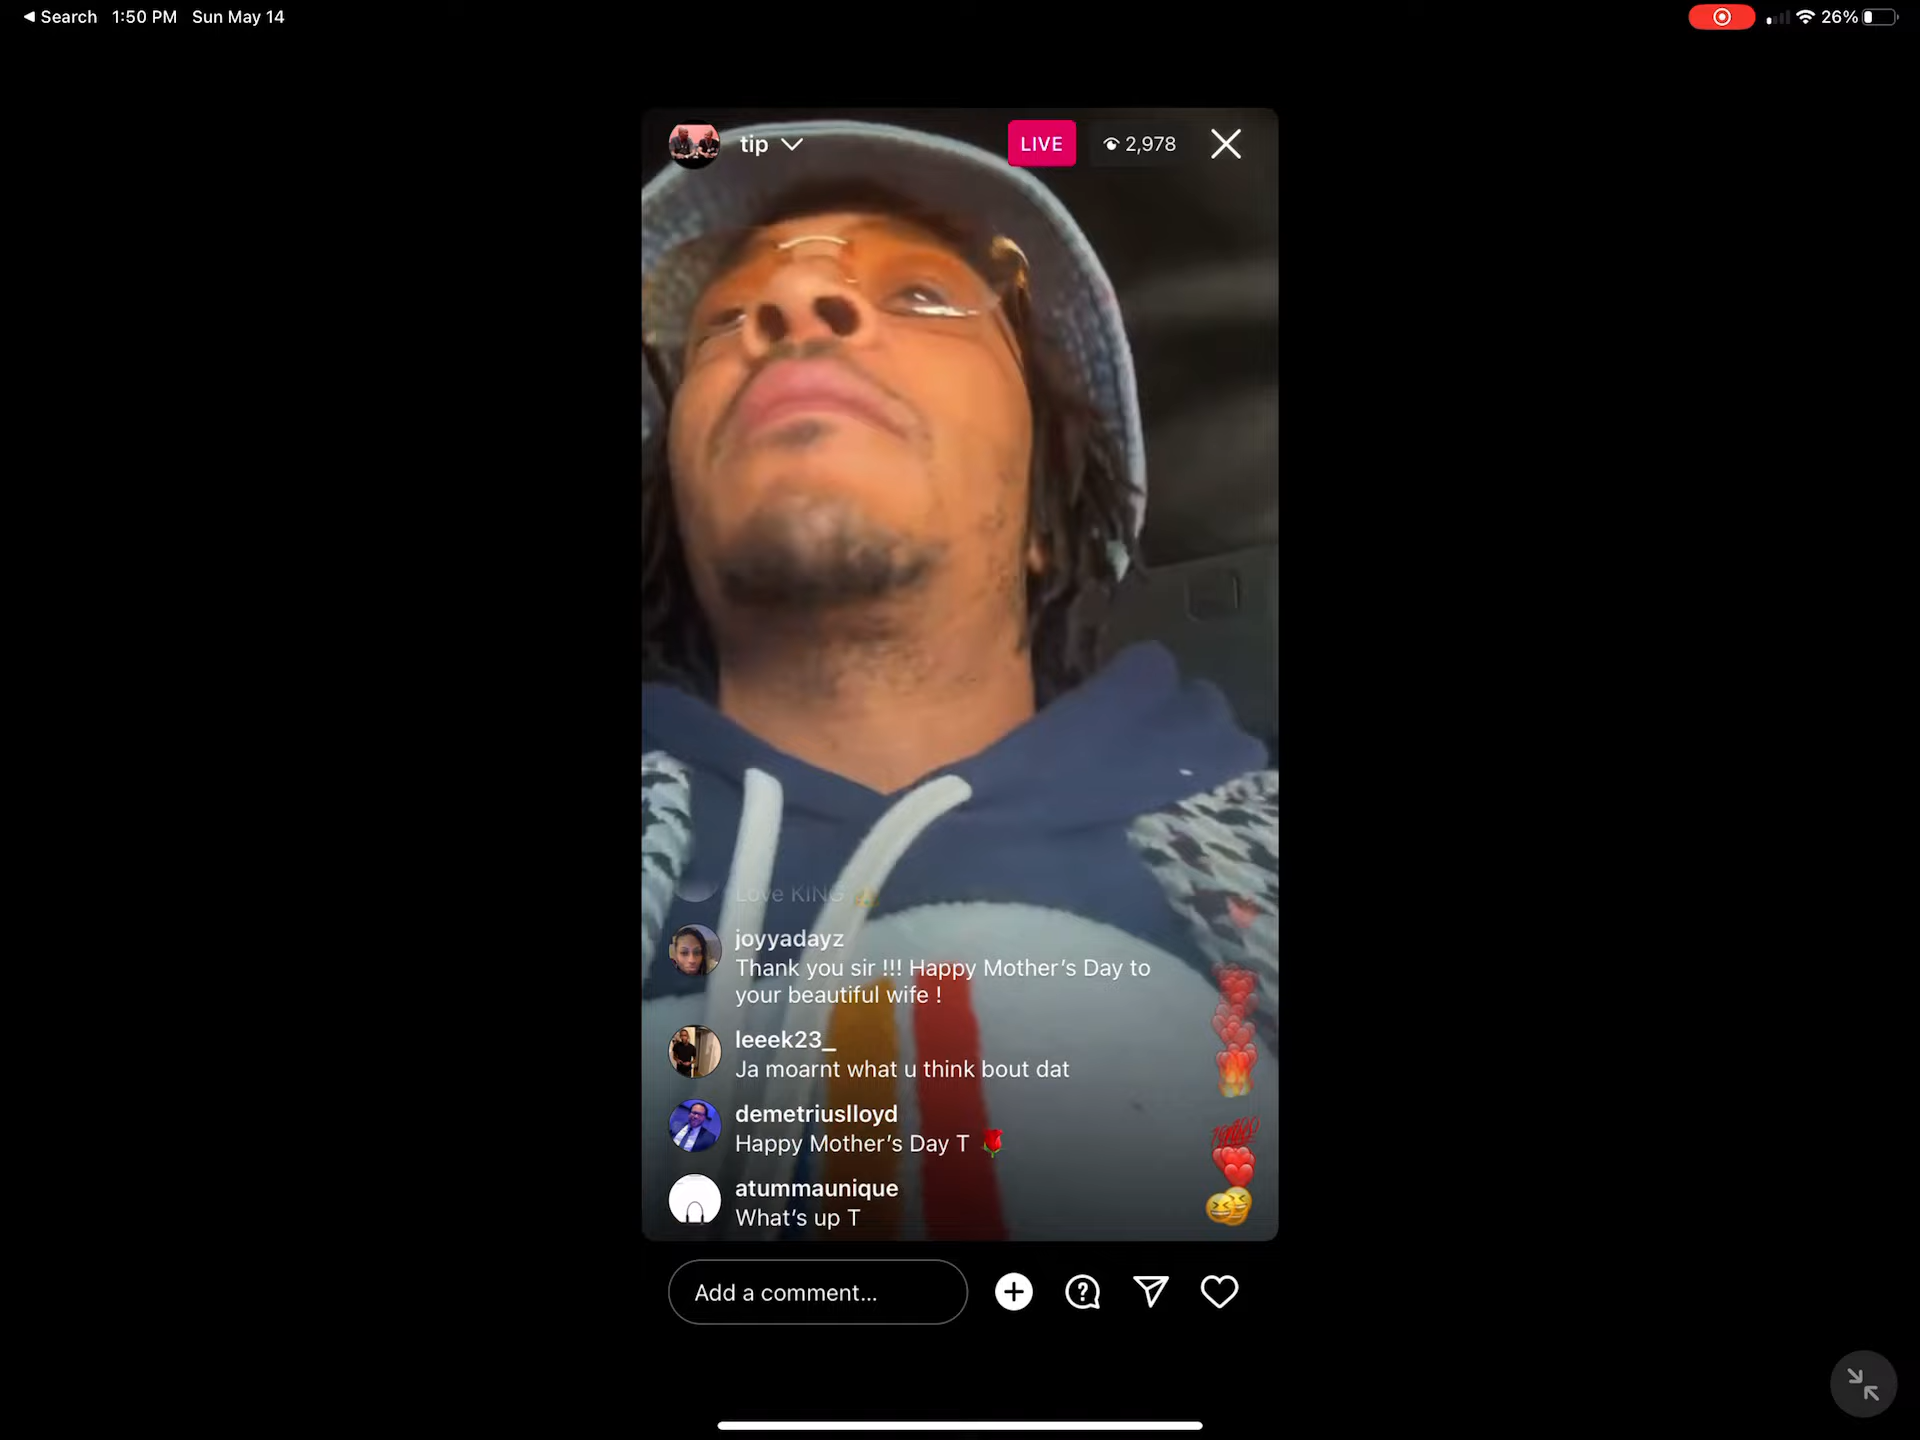 Search 1:50 PM Sun May 14
26%
tip
LIVE
2,978
Love KING
joyyadayz
Thank you sir !!! Happy Mother’s Day to
your beautiful wife !
leeek23_
Ja moarnt what u think bout dat
demetriuslloyd
Happy Mother’s Day T
atummaunique
What’s up T
Add a comment...